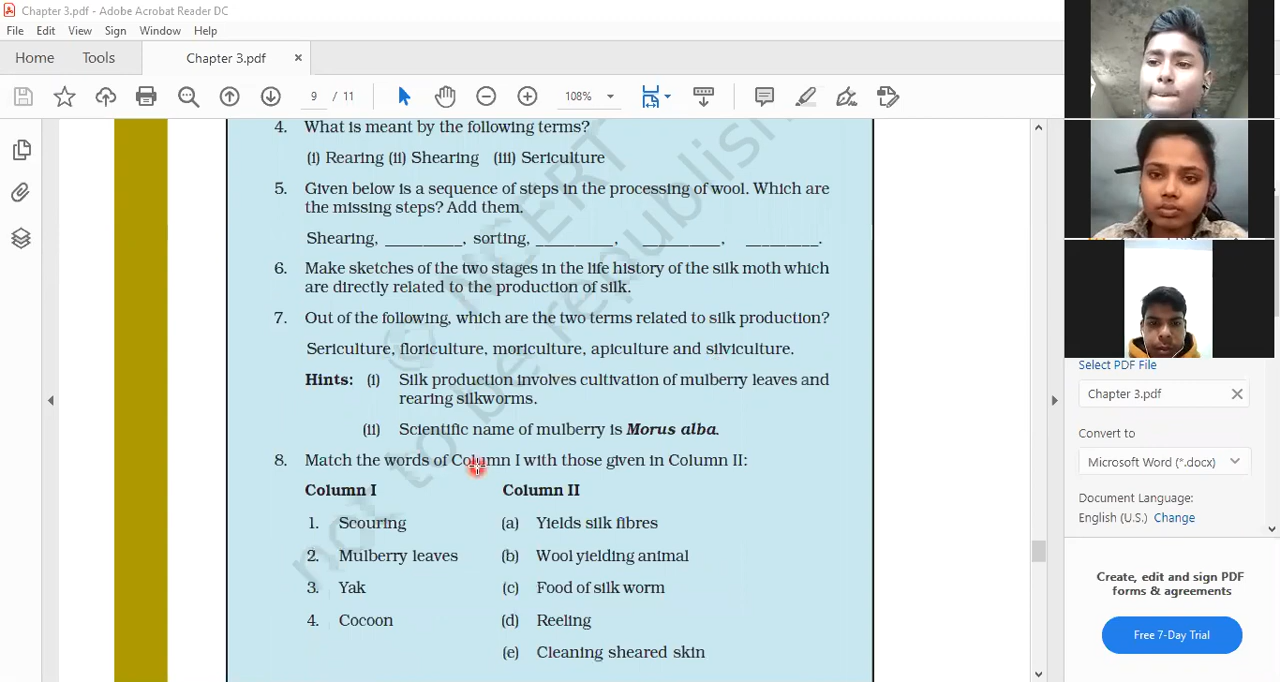 Chapter 3.pdf - Adobe Acrobat Reader DC
File Edit View Sign Window Help
Home Tools Chapter 3.pdf ×
9 / 11 108%
4. What is meant by the following terms?
(i) Rearing (ii) Shearing (iii) Sericulture
5. Given below is a sequence of steps in the processing of wool. Which are
the missing steps? Add them.
Shearing, __________, sorting, __________, __________, __________.
6. Make sketches of the two stages in the life history of the silk moth which
are directly related to the production of silk.
7. Out of the following, which are the two terms related to silk production?
Sericulture, floriculture, moriculture, apiculture and silviculture.
Hints: (i) Silk production involves cultivation of mulberry leaves and
rearing silkworms.
(ii) Scientific name of mulberry is Morus alba.
8. Match the words of Column I with those given in Column II:
Column I Column II
1. Scouring (a) Yields silk fibres
2. Mulberry leaves (b) Wool yielding animal
3. Yak (c) Food of silk worm
4. Cocoon (d) Reeling
(e) Cleaning sheared skin
© NCERT
not to be republish
Select PDF File
Chapter 3.pdf
Convert to
Microsoft Word (*.docx)
Document Language:
English (U.S.) Change
Create, edit and sign PDF
forms & agreements
Free 7-Day Trial